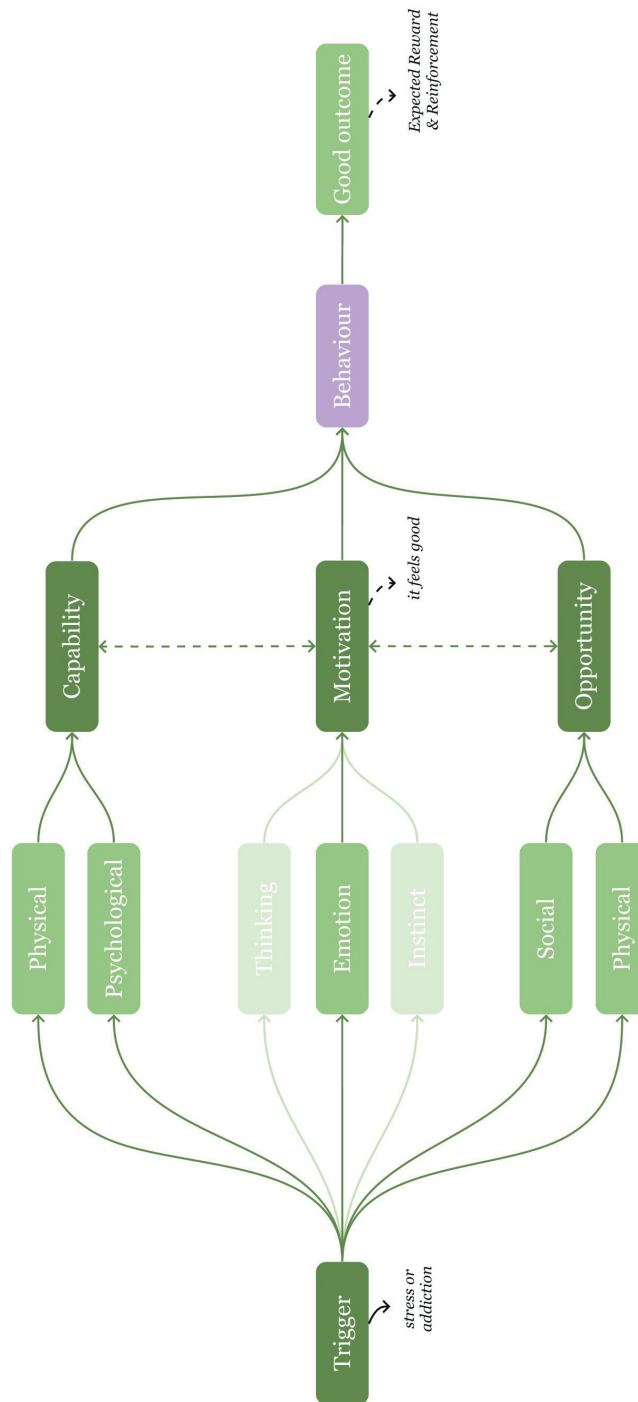 Trigger
stress or
addiction
Physical
Psychological
Thinking
Emotion
Instinct
Social
Physical
Capability
Motivation
it feels good
Opportunity
Behaviour
Good outcome
Expected Reward
& Reinforcement